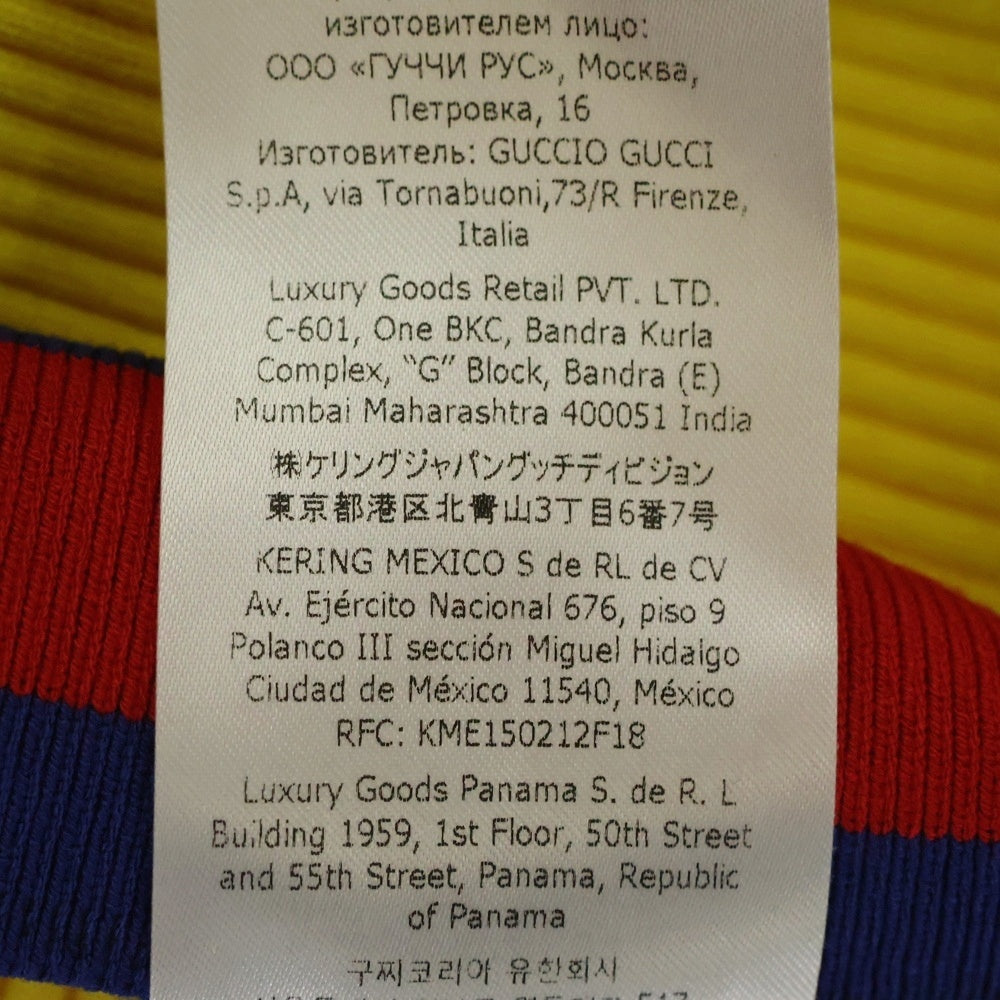 изготовителем лицо:
ООО «ГУЧЧИ РУС», Москва,
Петровка, 16
Изготовитель: GUCCIO GUCCI
S.p.A, via Tornabuoni,73/R Firenze,
Italia
Luxury Goods Retail PVT. LTD.
C-601, One BKC, Bandra Kurla
Complex, “G” Block, Bandra (E)
Mumbai Maharashtra 400051 India
㈱ケリングジャパングッチディビジョン
東京都港区北青山3丁目6番7号
KERING MEXICO S de RL de CV
Av. Ejército Nacional 676, piso 9
Polanco III sección Miguel Hidalgo
Ciudad de México 11540, México
RFC: KME150212F18
Luxury Goods Panama S. de R. L
Building 1959, 1st Floor, 50th Street
and 55th Street, Panama, Republic
of Panama
구찌코리아 유한회사